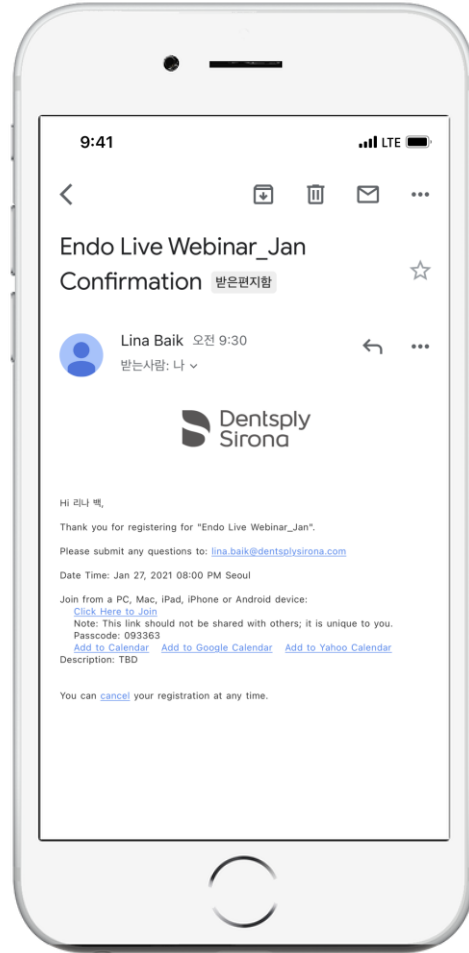 9:41
LTE
Endo Live Webinar_Jan
Confirmation 받은편지함
Lina Baik 오전 9:30
받는사람: 나
Dentsply
Sirona
Hi 리나 백,
Thank you for registering for "Endo Live Webinar_Jan".
Please submit any questions to: lina.baik@dentsplysirona.com
Date Time: Jan 27, 2021 08:00 PM Seoul
Join from a PC, Mac, iPad, iPhone or Android device:
Click Here to Join
Note: This link should not be shared with others; it is unique to you.
Passcode: 093363
Add to Calendar Add to Google Calendar Add to Yahoo Calendar
Description: TBD
You can cancel your registration at any time.